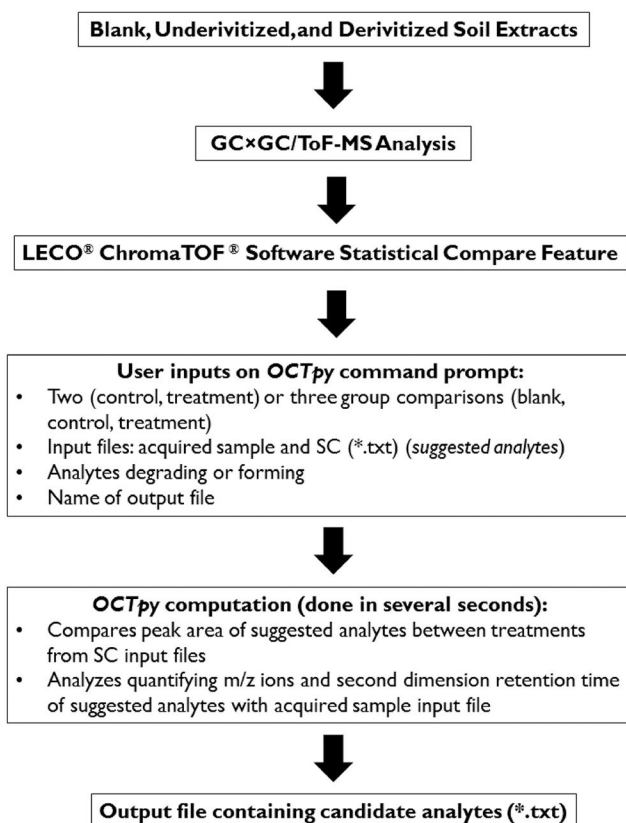 Blank, Underivitized, and Derivitized Soil Extracts
GC×GC/ToF-MS Analysis
LECO® ChromaTOF ® Software Statistical Compare Feature
User inputs on OCTpy command prompt:
• Two (control, treatment) or three group comparisons (blank,
control, treatment)
• Input files: acquired sample and SC (*.txt) (suggested analytes)
• Analytes degrading or forming
• Name of output file
OCTpy computation (done in several seconds):
• Compares peak area of suggested analytes between treatments
from SC input files
• Analyzes quantifying m/z ions and second dimension retention time
of suggested analytes with acquired sample input file
Output file containing candidate analytes (*.txt)